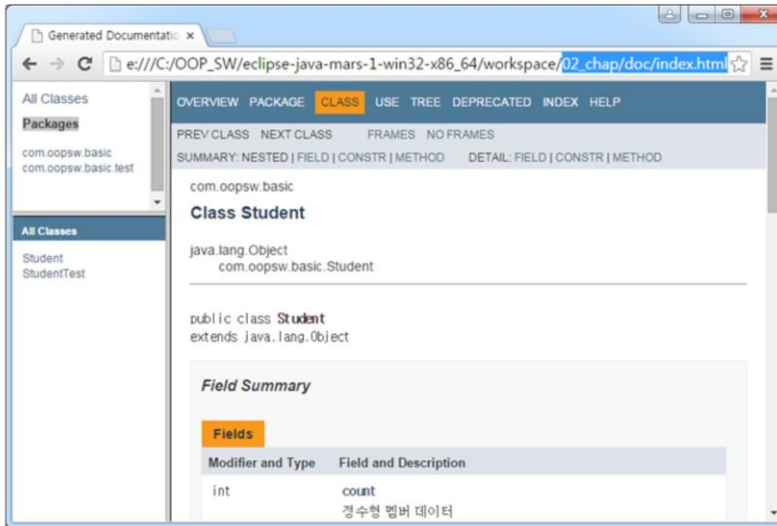 Generated Documentatio
e:///C:/OOP_SW/eclipse-java-mars-1-win32-x86_64/workspace/02_chap/doc/index.html
All Classes
Packages
com.oopsw.basic
com.oopsw.basic.test
All Classes
Student
StudentTest
OVERVIEW PACKAGE CLASS USE TREE DEPRECATED INDEX HELP
PREV CLASS NEXT CLASS FRAMES NO FRAMES
SUMMARY: NESTED | FIELD | CONSTR | METHOD DETAIL: FIELD | CONSTR | METHOD
com.oopsw.basic
Class Student
java.lang.Object
com.oopsw.basic.Student
public class Student
extends java.lang.Object
Field Summary
Fields
Modifier and Type Field and Description
int count
경수형 멤버 데이터